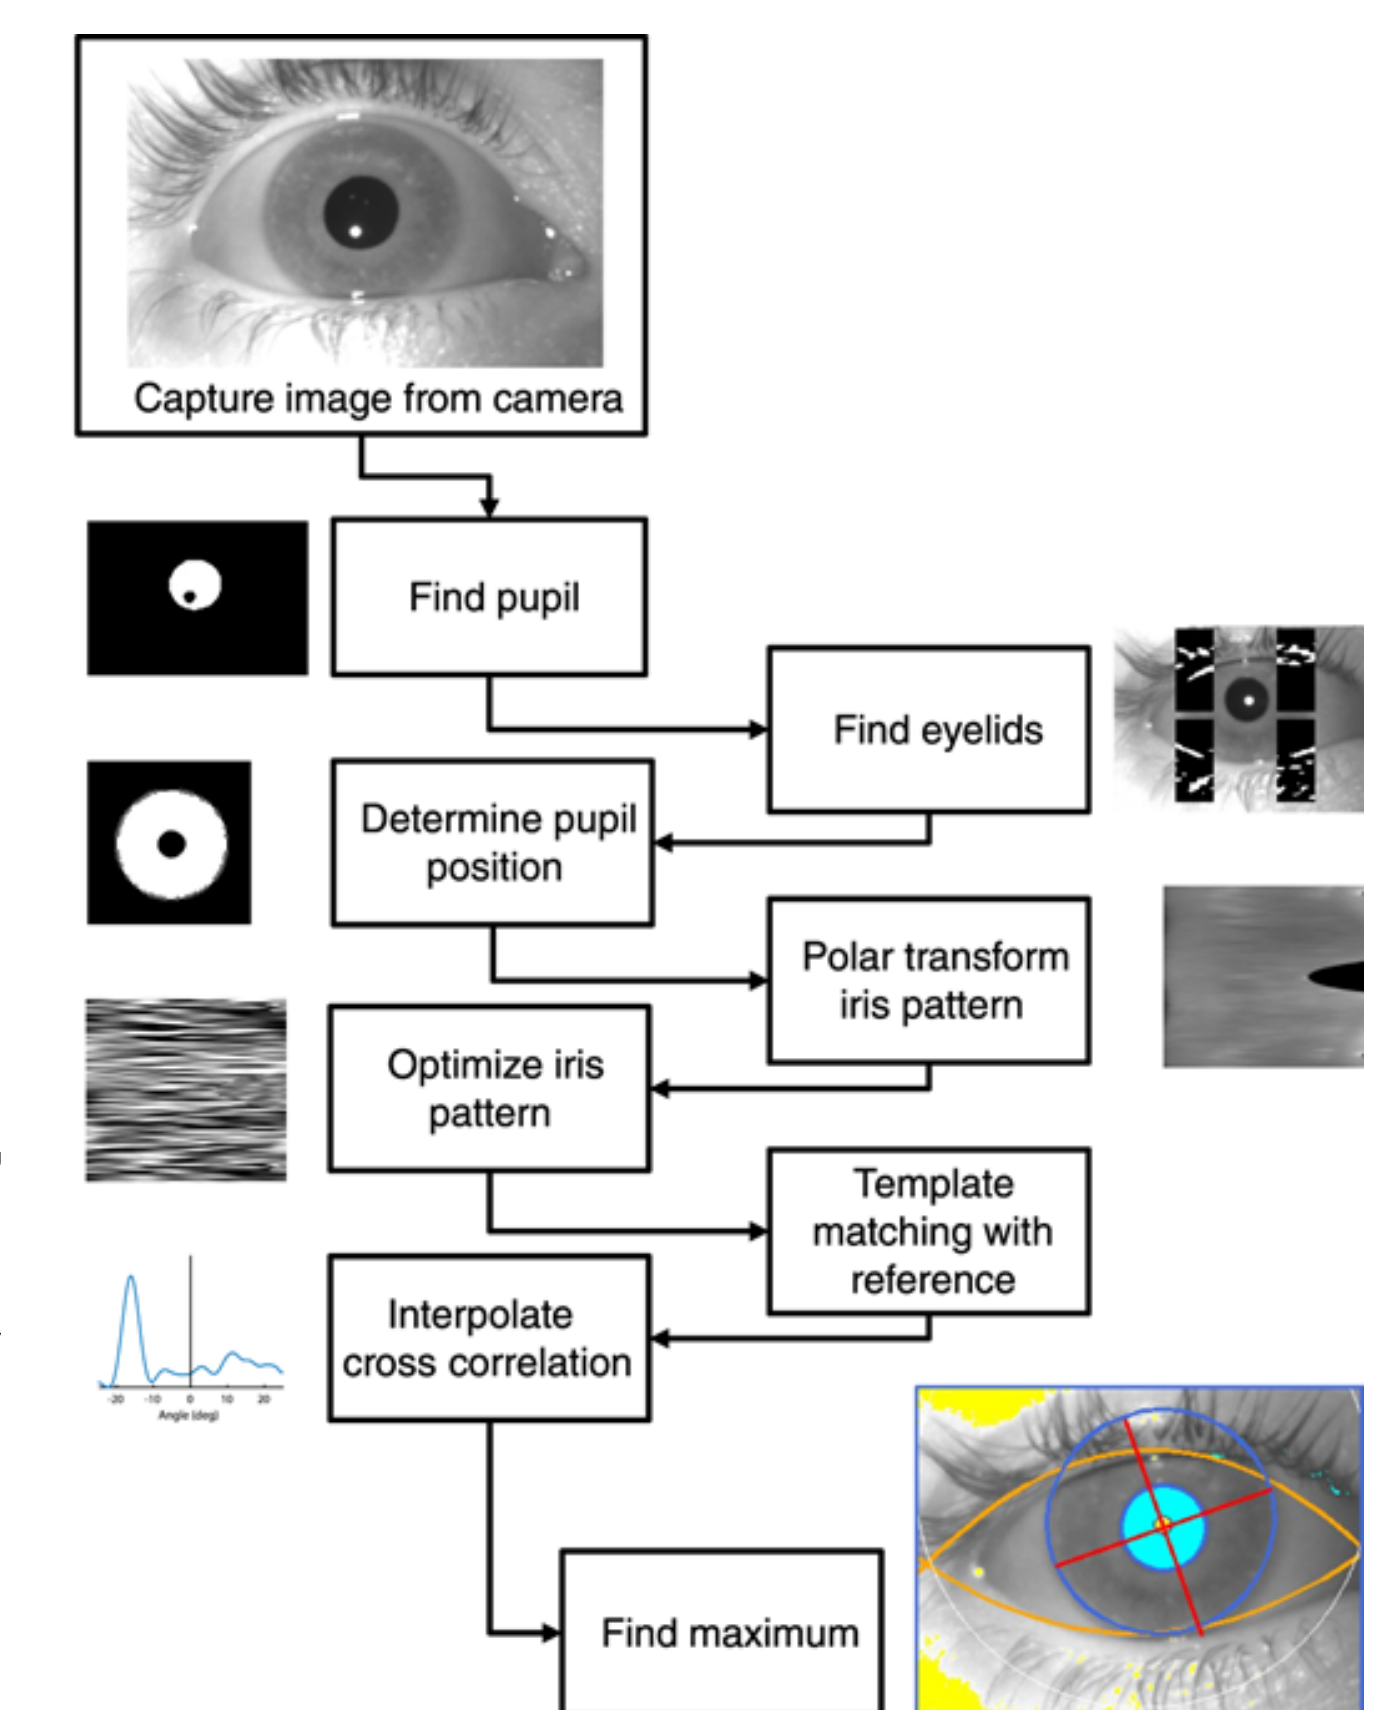 Capture image from camera
Find pupil
Find eyelids
Determine pupil
position
Polar transform
iris pattern
Optimize iris
pattern
Template
matching with
reference
Interpolate
cross correlation
-20 -10 0 10 20
Angle (deg)
Find maximum